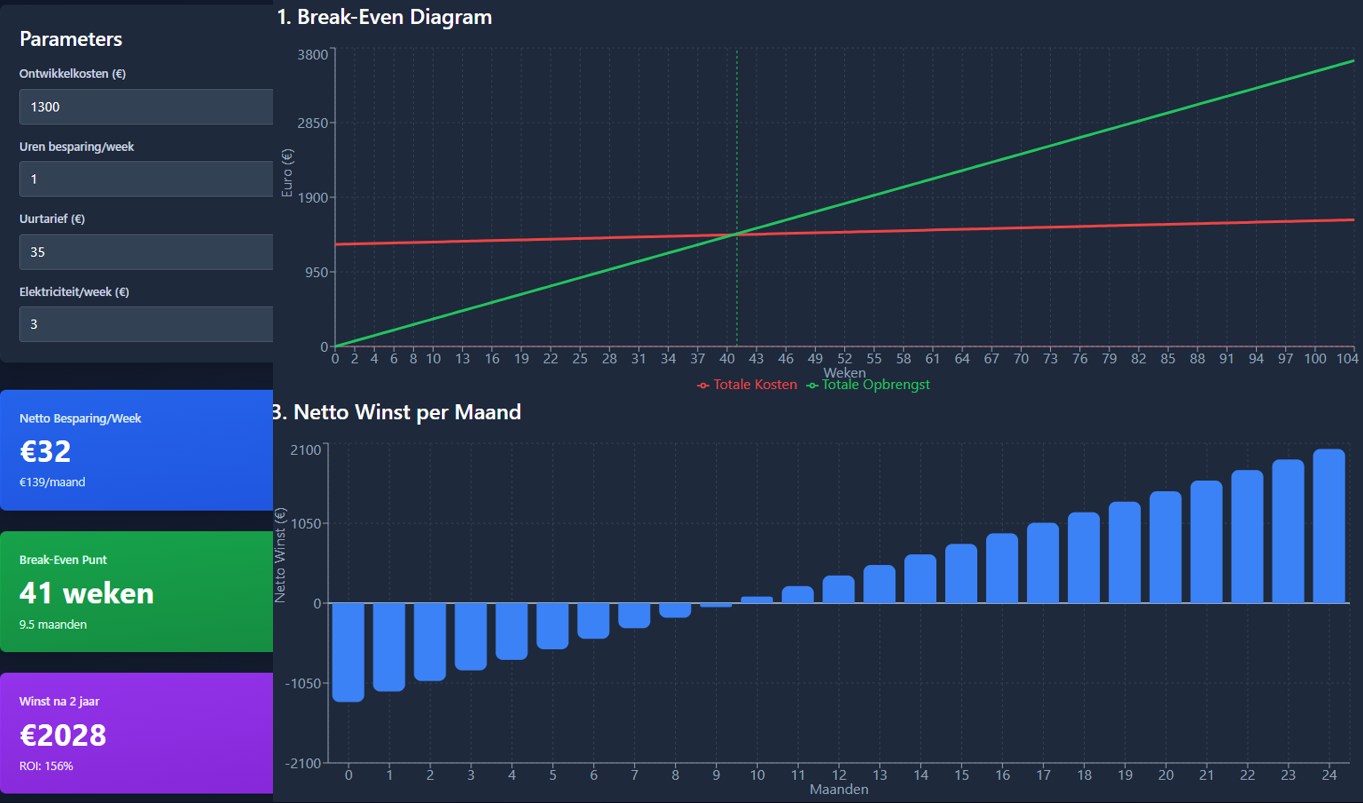 Parameters
Ontwikkelkosten (€)
1300
Uren besparing/week
1
Uurtarief (€)
35
Elektriciteit/week (€)
3
Netto Besparing/Week
€32
€139/maand
Break-Even Punt
41 weken
9.5 maanden
Winst na 2 jaar
€2028
ROI: 156%
1. Break-Even Diagram
3800
2850
1900
950
0
Euro (€)
0 2 4 6 8 10 13 16 19 22 25 28 31 34 37 40 43 46 49 52 55 58 61 64 67 70 73 76 79 82 85 88 91 94 97 100 104
Weken
Totale Kosten Totale Opbrengst
3. Netto Winst per Maand
2100
1050
0
-1050
-2100
Netto Winst (€)
0 1 2 3 4 5 6 7 8 9 10 11 12 13 14 15 16 17 18 19 20 21 22 23 24
Maanden